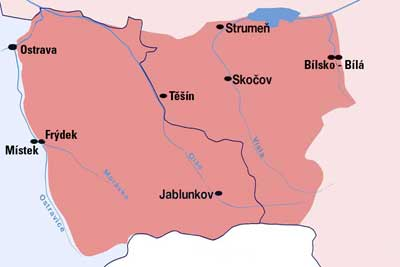 Strumeň
Ostrava
Bílsko - Bílá
Skočov
Těšín
Frýdek
Místek
Visla
Olše
Morávka
Jablunkov
Ostravice